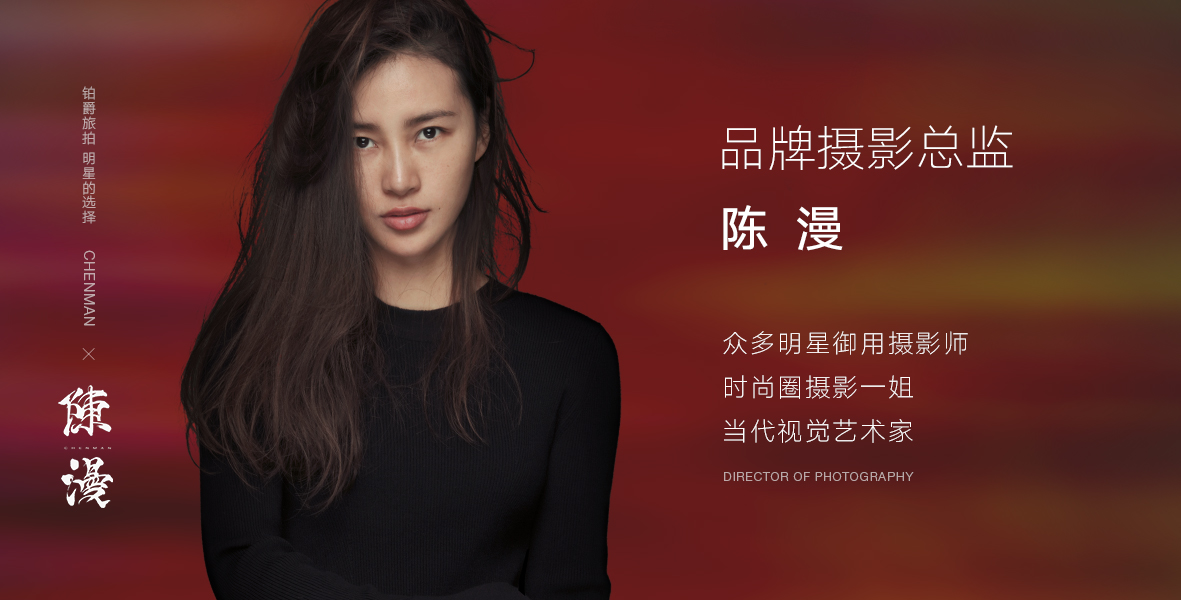 铂爵旅拍 明星的选择
CHENMAN
×
陳漫
CHENMAN
品牌摄影总监
陈 漫
众多明星御用摄影师
时尚圈摄影一姐
当代视觉艺术家
DIRECTOR OF PHOTOGRAPHY